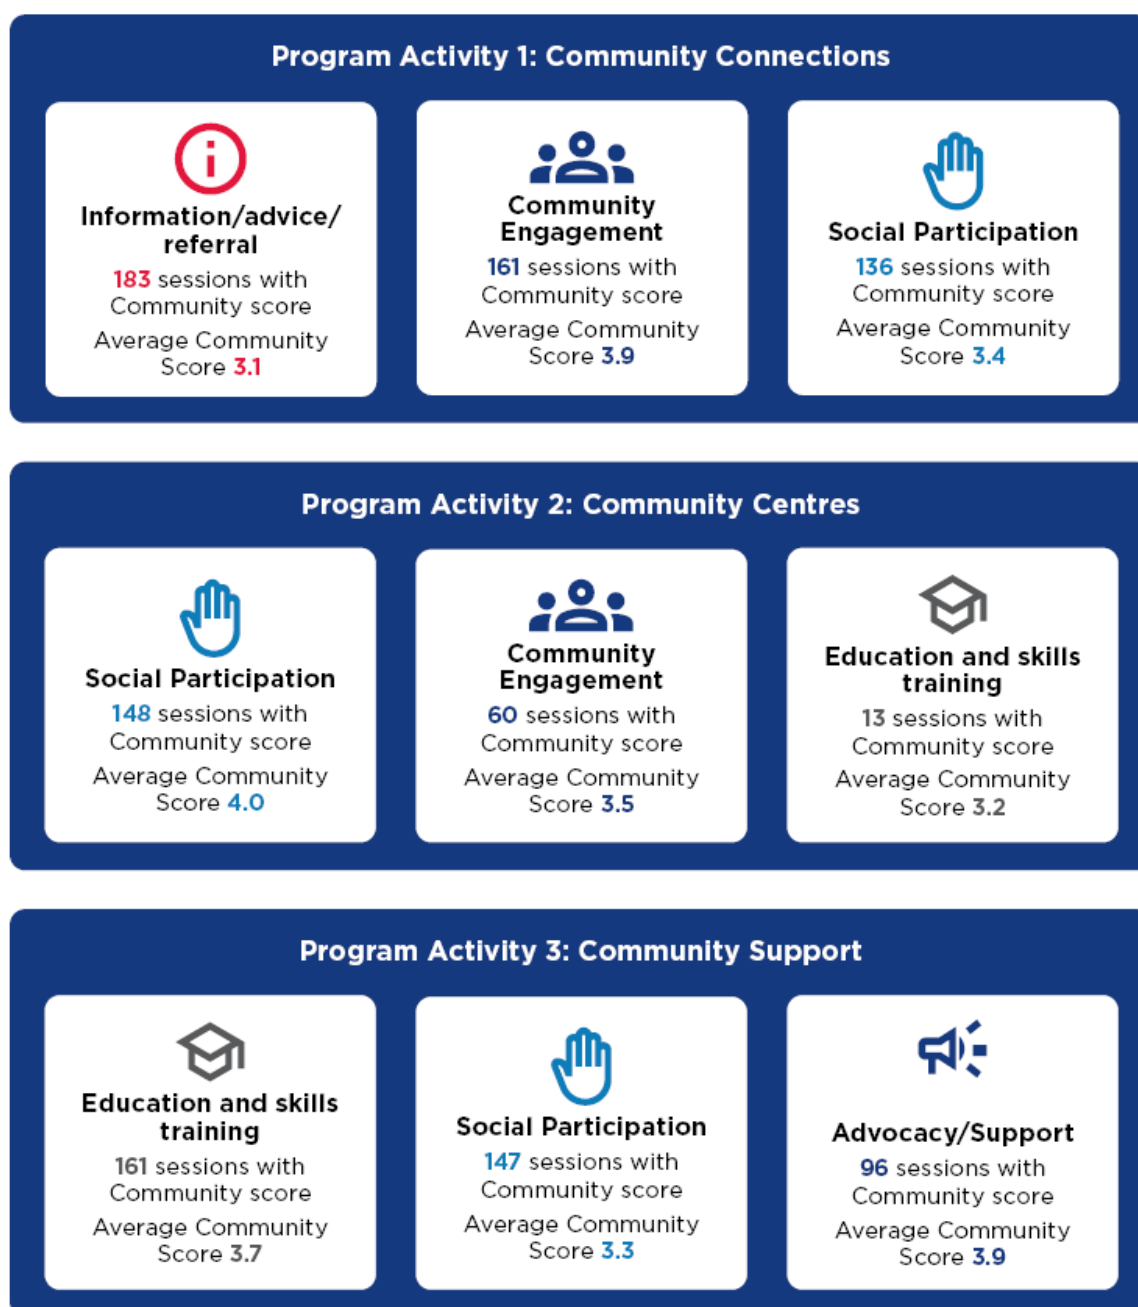 Program Activity 1: Community Connections
Information/advice/
referral
183 sessions with
Community score
Average Community
Score 3.1
Community
Engagement
161 sessions with
Community score
Average Community
Score 3.9
Social Participation
136 sessions with
Community score
Average Community
Score 3.4
Program Activity 2: Community Centres
Social Participation
148 sessions with
Community score
Average Community
Score 4.0
Community
Engagement
60 sessions with
Community score
Average Community
Score 3.5
Education and skills
training
13 sessions with
Community score
Average Community
Score 3.2
Program Activity 3: Community Support
Education and skills
training
161 sessions with
Community score
Average Community
Score 3.7
Social Participation
147 sessions with
Community score
Average Community
Score 3.3
Advocacy/Support
96 sessions with
Community score
Average Community
Score 3.9